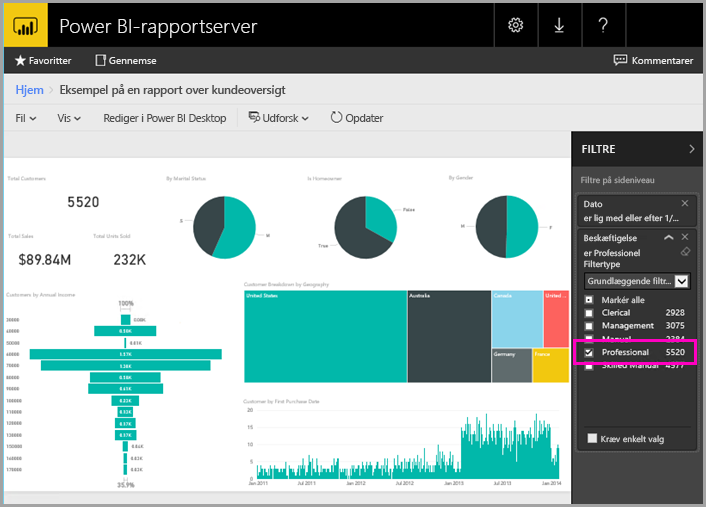 Power BI-rapportserver
Favoritter Gennemse Kommentarer
Hjem Eksempel på en rapport over kundeoversigt
Fil Vis Rediger i Power BI Desktop Udforsk Opdater
FILTRE
Filtre på sideniveau
Dato
er lig med eller efter 1/...
Beskæftigelse
er Professionel
Filtertype
Grundlæggende filtr...
Markér alle
Clerical 2928
Management 3075
Manual 2384
Professional 5520
Skilled Manual 4577
Kræv enkelt valg
Total Customers
5520
Total Sales
$89.84M
Total Units Sold
232K
By Marital Status
S
M
Is Homeowner
False
True
By Gender
M
F
Customers by Annual Income
100%
30000
60000
70000
80000
90000
100000
110000
120000
130000
150000
160000
170000
35.9%
Customer Breakdown by Geography
United States
Australia
Canada
United ...
Germany
France
Customer by First Purchase Date
20
15
10
5
0
Jan 2011 Jul 2011 Jan 2012 Jul 2012 Jan 2013 Jul 2013 Jan 2014